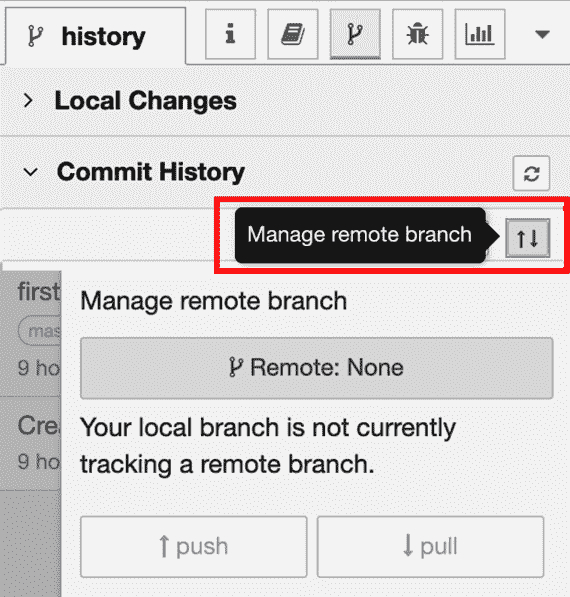 history
Local Changes
Commit History
Manage remote branch
first
Manage remote branch
mas
Remote: None
9 ho
Crea
Your local branch is not currently
9 ho
tracking a remote branch.
push
pull